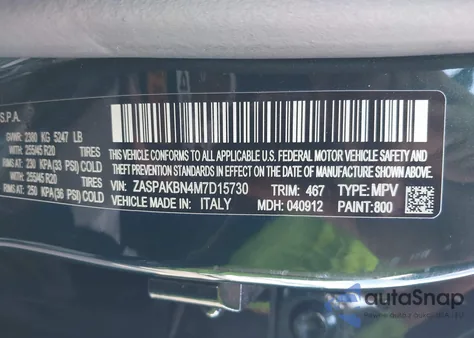 S.P.A.
GVWR: 2380 KG 5247 LB
WITH: 255/45 R20 TIRES
RIMS AT: 230 KPA (33 PSI) COLD
WITH: 255/45 R20 TIRES
RIMS AT: 250 KPA (36 PSI) COLD
THIS VEHICLE CONFORMS TO ALL APPLICABLE U.S. FEDERAL MOTOR VEHICLE SAFETY
AND THEFT PREVENTION STANDARDS IN EFFECT ON THE DATE OF MANUFACTURE SHOWN ABOVE.
VIN: ZASPAKBN4M7D15730 TRIM: 467 TYPE: MPV
VEHICLE MADE IN: ITALY MDH: 040912 PAINT: 800
autoSnap